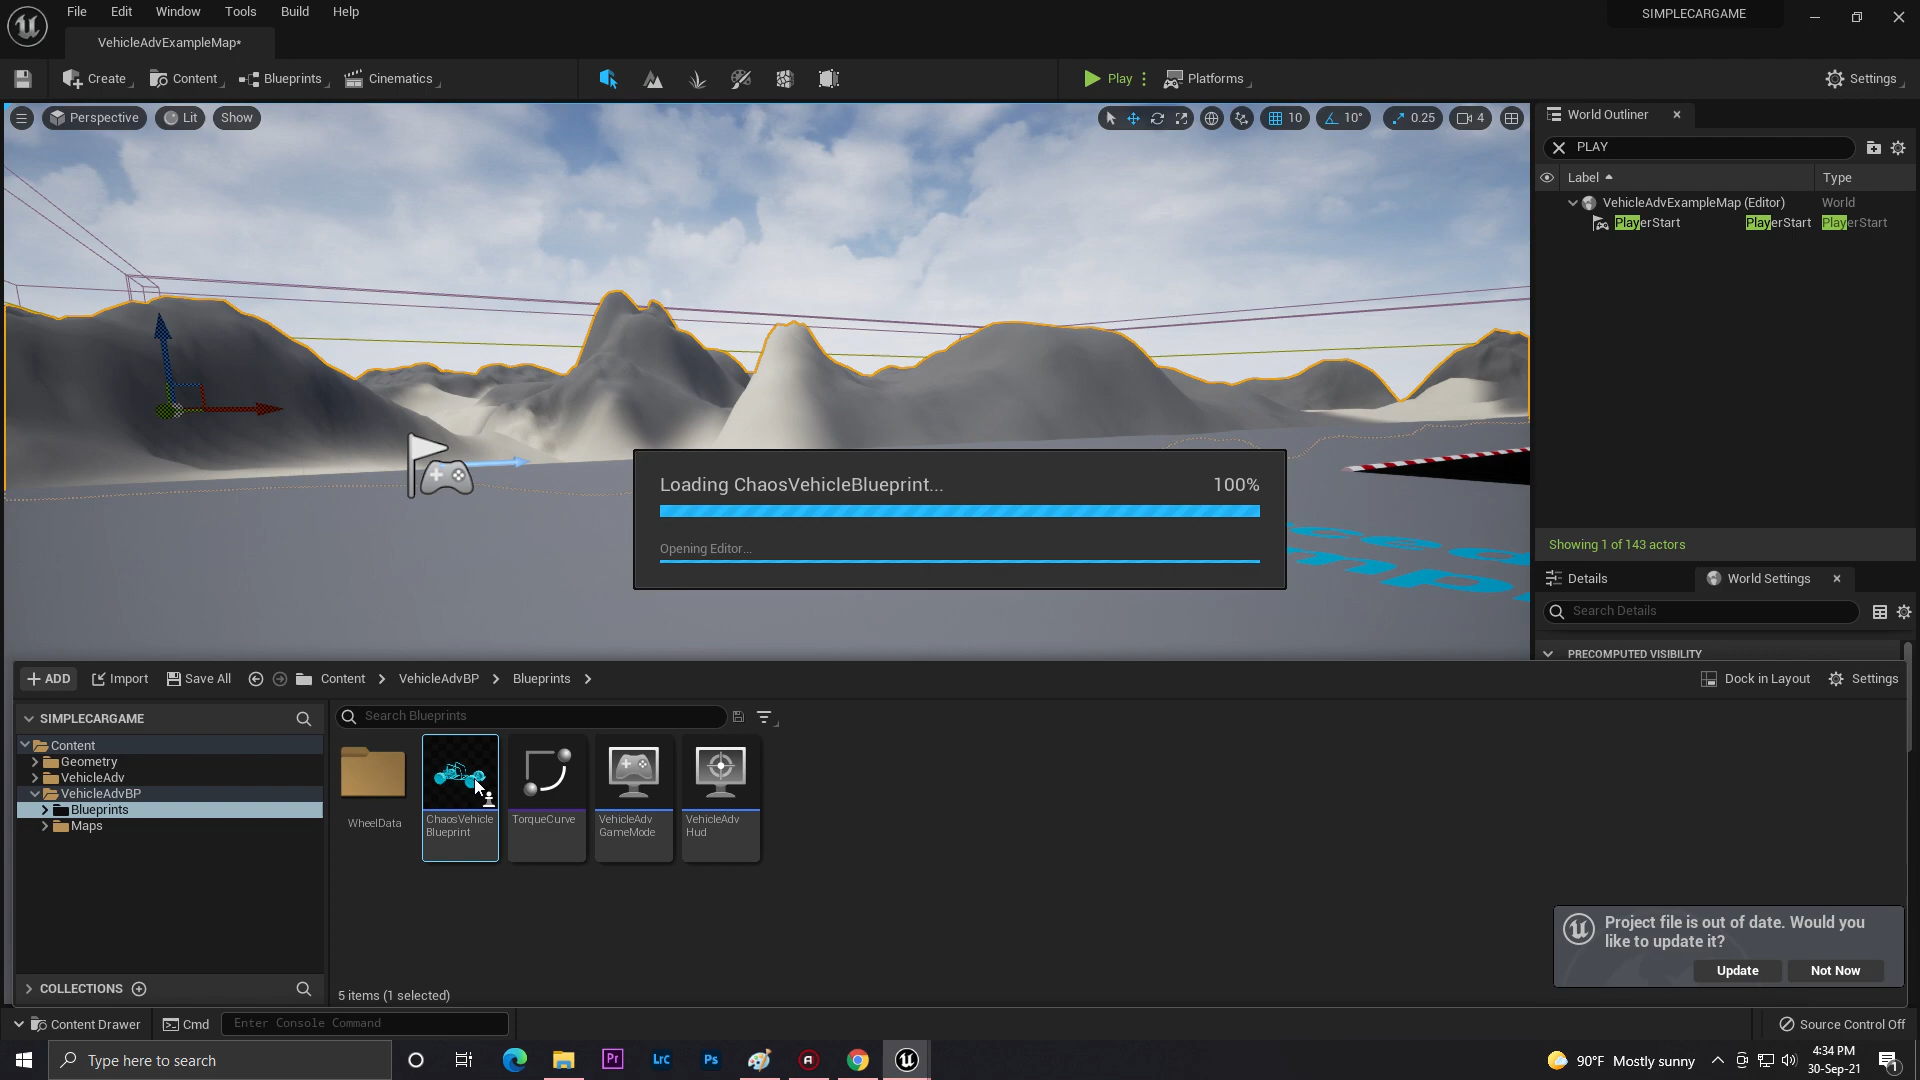 File Edit Window Tools Build Help
SIMPLECARGAME
VehicleAdvExampleMap*
Create Content Blueprints Cinematics Play Platforms Settings
Perspective Lit Show 10 10° 0.25 4
World Outliner
PLAY
Label Type
VehicleAdvExampleMap (Editor) World
PlayerStart PlayerStart PlayerStart
Loading ChaosVehicleBlueprint... 100%
Opening Editor...
Showing 1 of 143 actors
Details World Settings
Search Details
PRECOMPUTED VISIBILITY
ADD Import Save All Content VehicleAdvBP Blueprints Dock in Layout Settings
SIMPLECARGAME
Search Blueprints
Content
Geometry
VehicleAdv
VehicleAdvBP
Blueprints
Maps
WheelData
ChaosVehicle
Blueprint
TorqueCurve
VehicleAdv
GameMode
VehicleAdv
Hud
Project file is out of date. Would you
like to update it?
Update Not Now
COLLECTIONS
5 items (1 selected)
Content Drawer Cmd Enter Console Command Source Control Off
Type here to search
Pr Lrc Ps
90°F Mostly sunny
4:34 PM
30-Sep-21
1